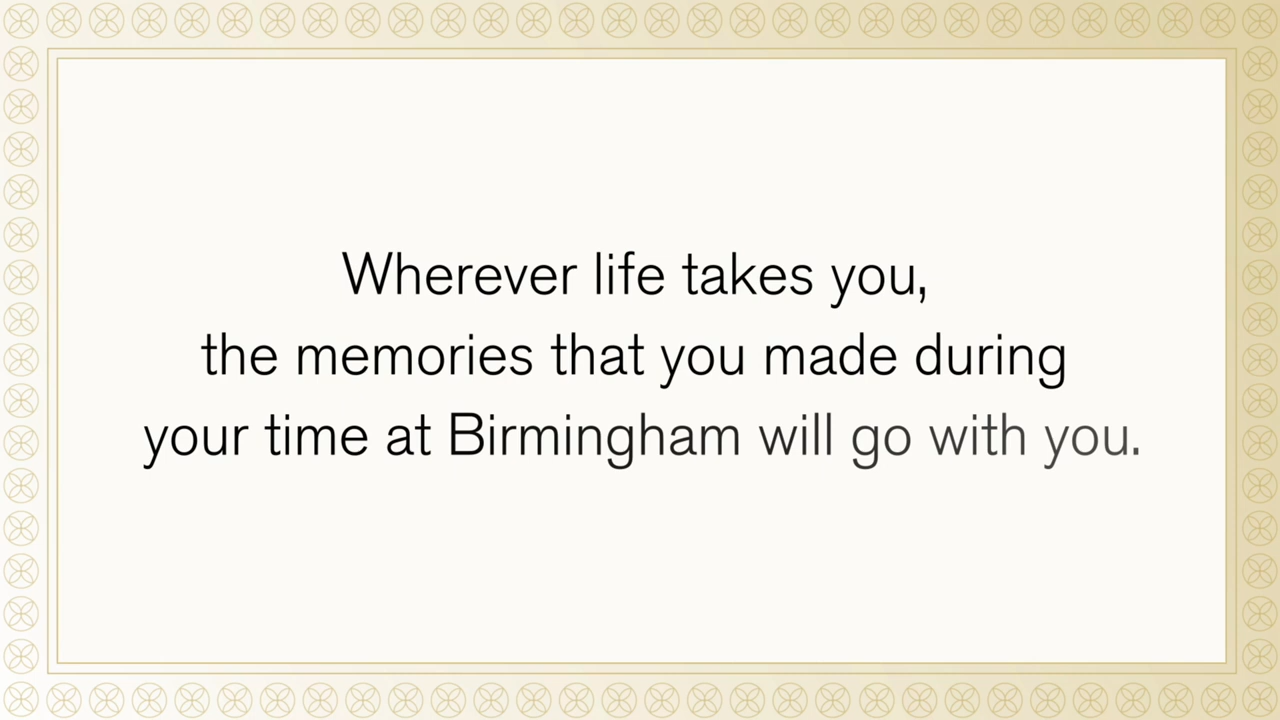 Wherever life takes you,
the memories that you made during
your time at Birmingham will go with you.